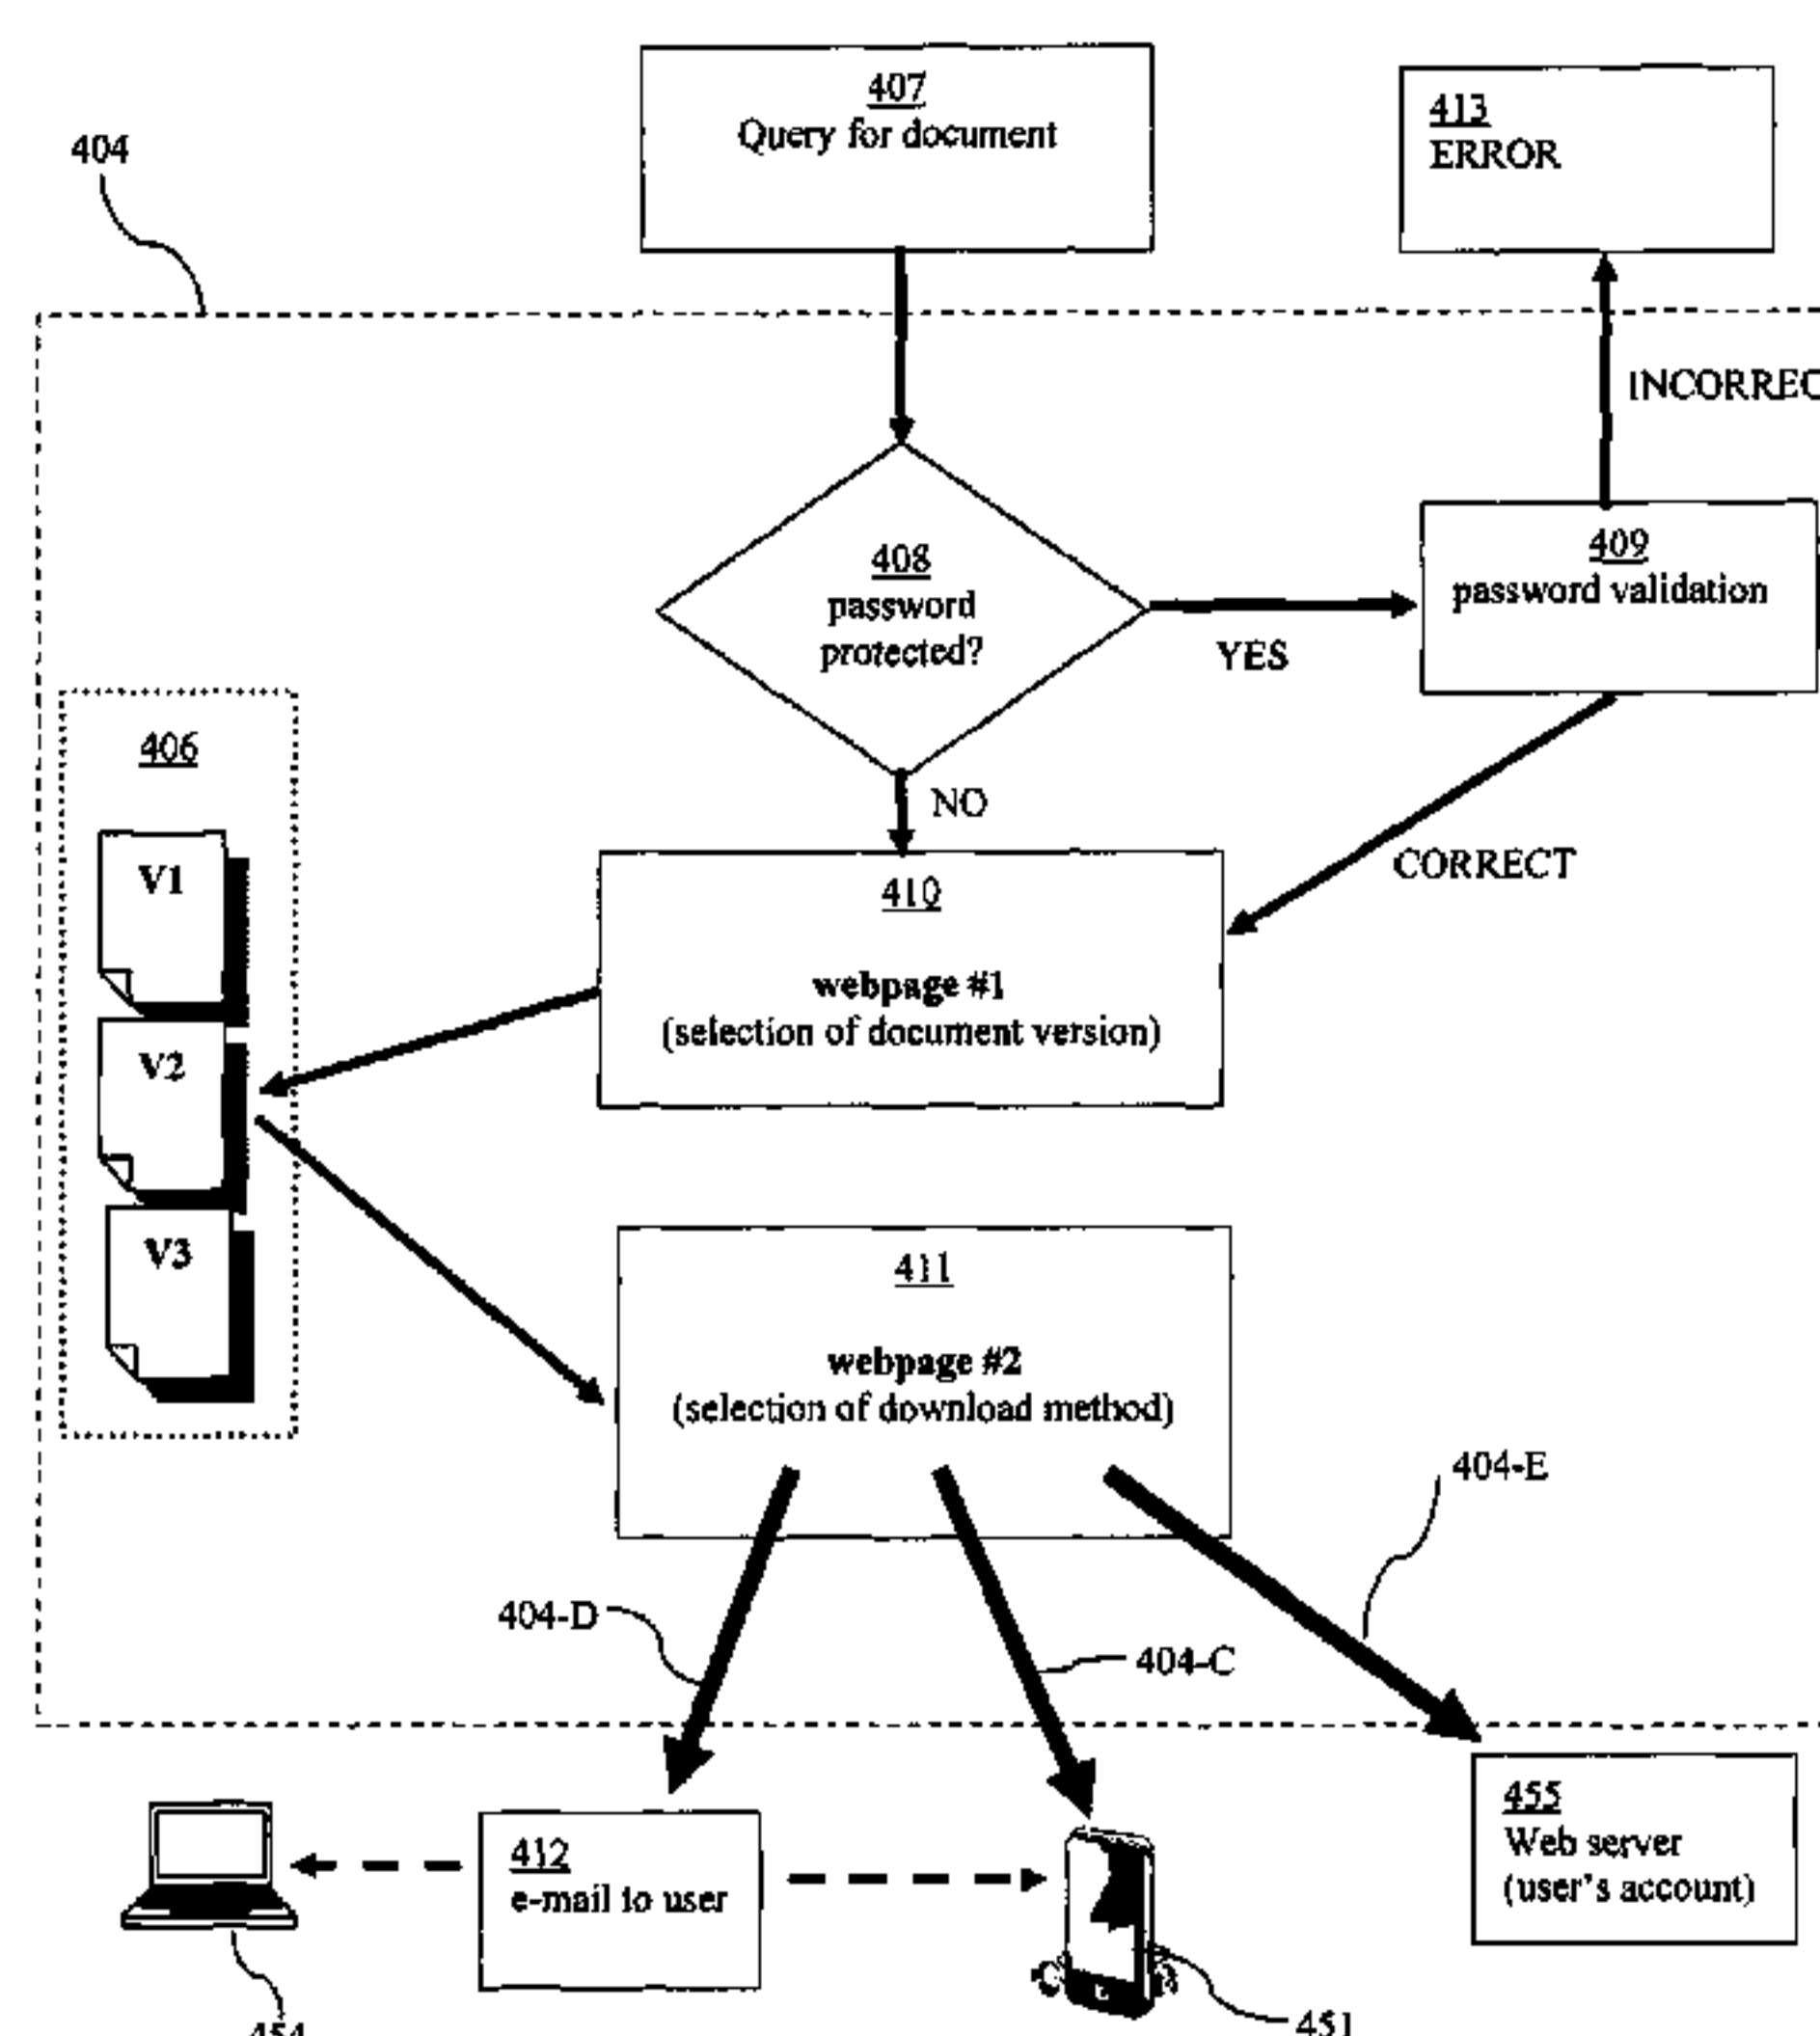 407
Query for document
413
ERROR
404
INCORREC
408
password
protected?
YES
409
password validation
406
NO
CORRECT
V1
410
webpage #1
(selection of document version)
V2
V3
411
webpage #2
(selection of download method)
404-E
404-D
404-C
412
e-mail to user
455
Web server
(user's account)
454
451